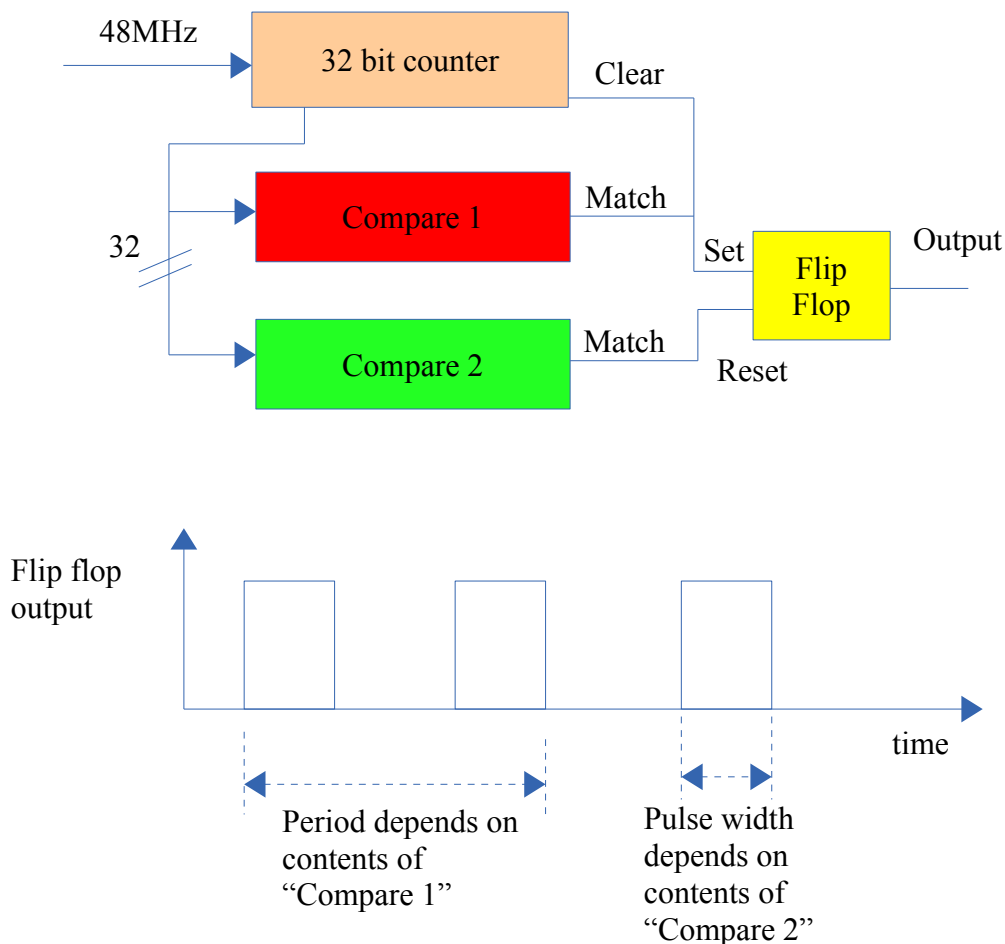 48MHz
32 bit counter
Clear
Compare 1
Match
32
Set
Flip
Flop
Output
Compare 2
Match
Reset
Flip flop
output
time
Period depends on
contents of
“Compare 1”
Pulse width
depends on
contents of
“Compare 2”